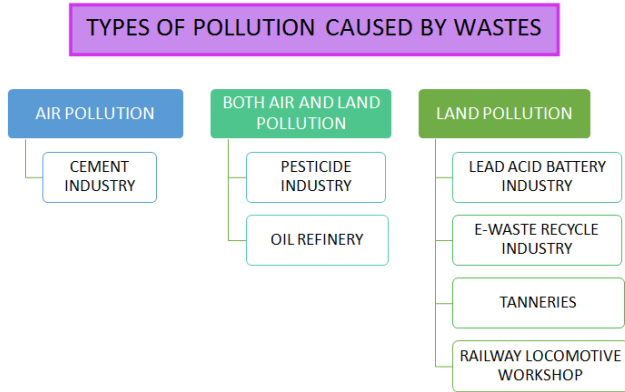 TYPES OF POLLUTION CAUSED BY WASTES
AIR POLLUTION
CEMENT
INDUSTRY
BOTH AIR AND LAND
POLLUTION
PESTICIDE
INDUSTRY
OIL REFINERY
LAND POLLUTION
LEAD ACID BATTERY
INDUSTRY
E-WASTE RECYCLE
INDUSTRY
TANNERIES
RAILWAY LOCOMOTIVE
WORKSHOP